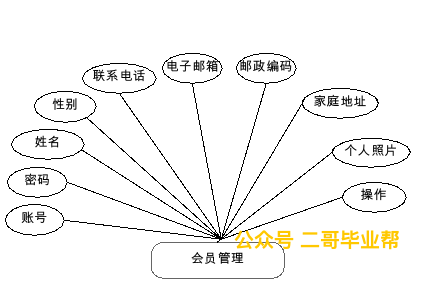 电子邮箱
邮政编码
联系电话
性别
家庭地址
姓名
个人照片
密码
操作
账号
公众号 二哥毕业帮
会员管理